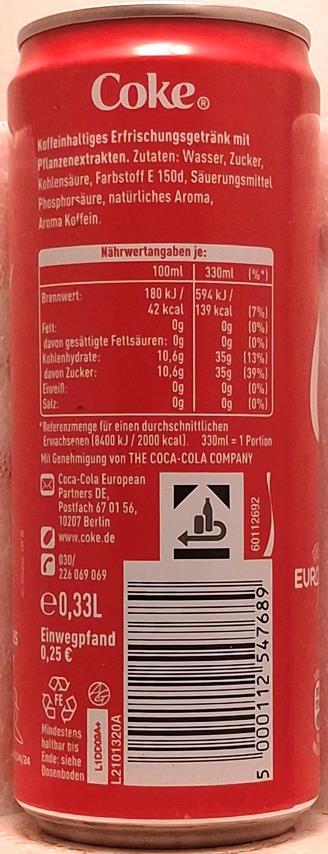 Coke®
Koffeinhaltiges Erfrischungsgetränk mit
Pflanzenextrakten. Zutaten: Wasser, Zucker,
Kohlensäure, Farbstoff E 150d, Säuerungsmittel
Phosphorsäure, natürliches Aroma,
Aroma Koffein.
Nährwertangaben je:
100ml 330ml (%*)
Brennwert: 180 kJ / 594 kJ /
42 kcal 139 kcal (7%)
Fett: 0g 0g (0%)
davon gesättigte Fettsäuren: 0g 0g (0%)
Kohlenhydrate: 10,6g 35g (13%)
davon Zucker: 10,6g 35g (39%)
Eiweiß: 0g 0g (0%)
Salz: 0g 0g (0%)
*Referenzmenge für einen durchschnittlichen
Erwachsenen (8400 kJ / 2000 kcal). 330ml = 1 Portion
Mit Genehmigung von THE COCA-COLA COMPANY
Coca-Cola European
Partners DE,
Postfach 67 01 56,
10207 Berlin
www.coke.de
030/
226 069 069
60112692
EURO
℮0,33L
Einwegpfand
0,25 €
FE
Mindestens
haltbar bis
Ende: siehe
Dosenboden
L1DD09A+
L2101320A
5 000112 547689